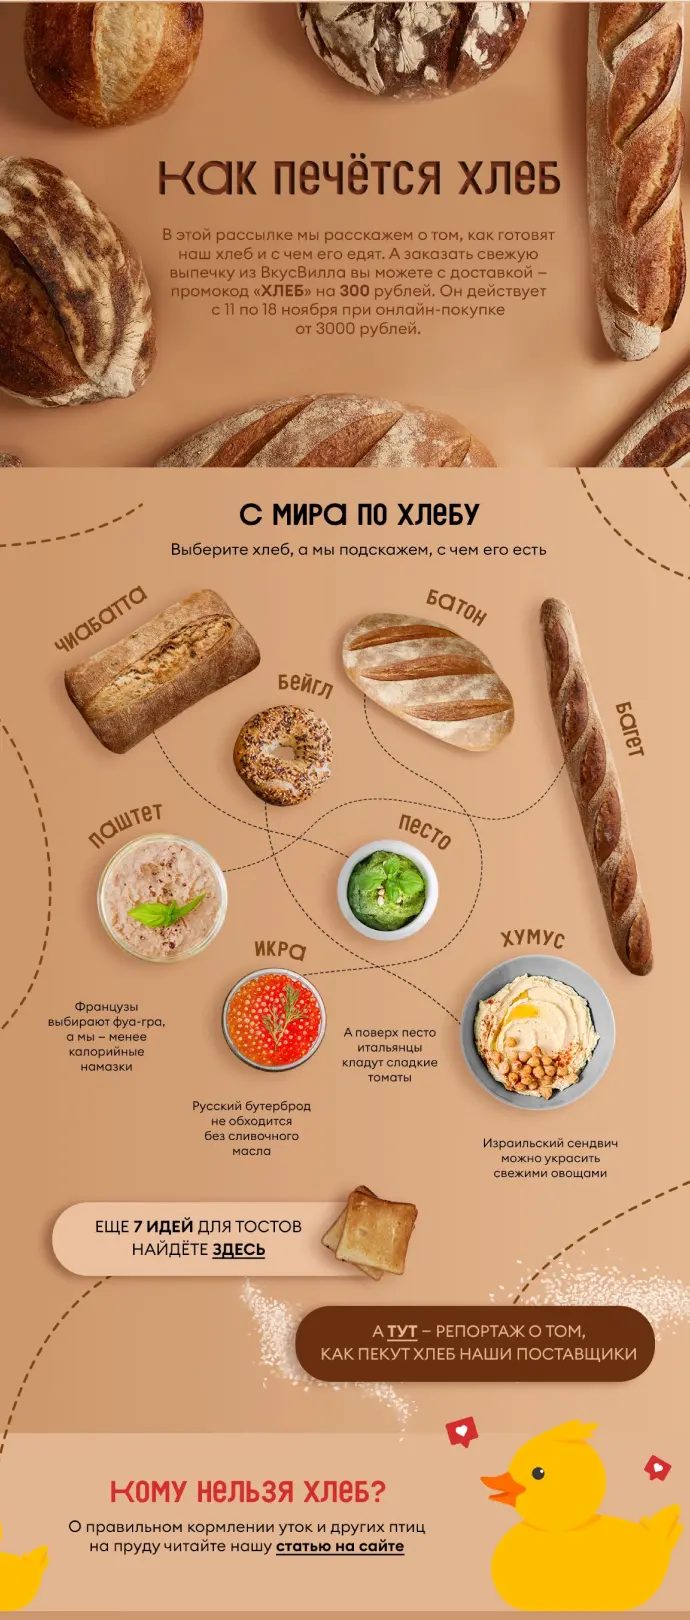 Как печётся хлеб
В этой рассылке мы расскажем о том, как готовят
наш хлеб и с чем его едят. А заказать свежую
выпечку из ВкусВилла вы можете с доставкой –
промокод «ХЛЕБ» на 300 рублей. Он действует
с 11 по 18 ноября при онлайн-покупке
от 3000 рублей.
С МИРА ПО ХЛЕБУ
Выберите хлеб, а мы подскажем, с чем его есть
ЧИАБАТТА
БАТОН
БЕЙГЛ
БАГЕТ
ПАШТЕТ
ПЕСТО
ИКРА
ХУМУС
Французы
выбирают фуа-гра,
а мы – менее
калорийные
намазки
А поверх песто
итальянцы
кладут сладкие
томаты
Русский бутерброд
не обходится
без сливочного
масла
Израильский сендвич
можно украсить
свежими овощами
ЕЩЕ 7 ИДЕЙ ДЛЯ ТОСТОВ
НАЙДЁТЕ ЗДЕСЬ
А ТУТ – РЕПОРТАЖ О ТОМ,
КАК ПЕКУТ ХЛЕБ НАШИ ПОСТАВЩИКИ
КОМУ НЕЛЬЗЯ ХЛЕБ?
О правильном кормлении уток и других птиц
на пруду читайте нашу статью на сайте